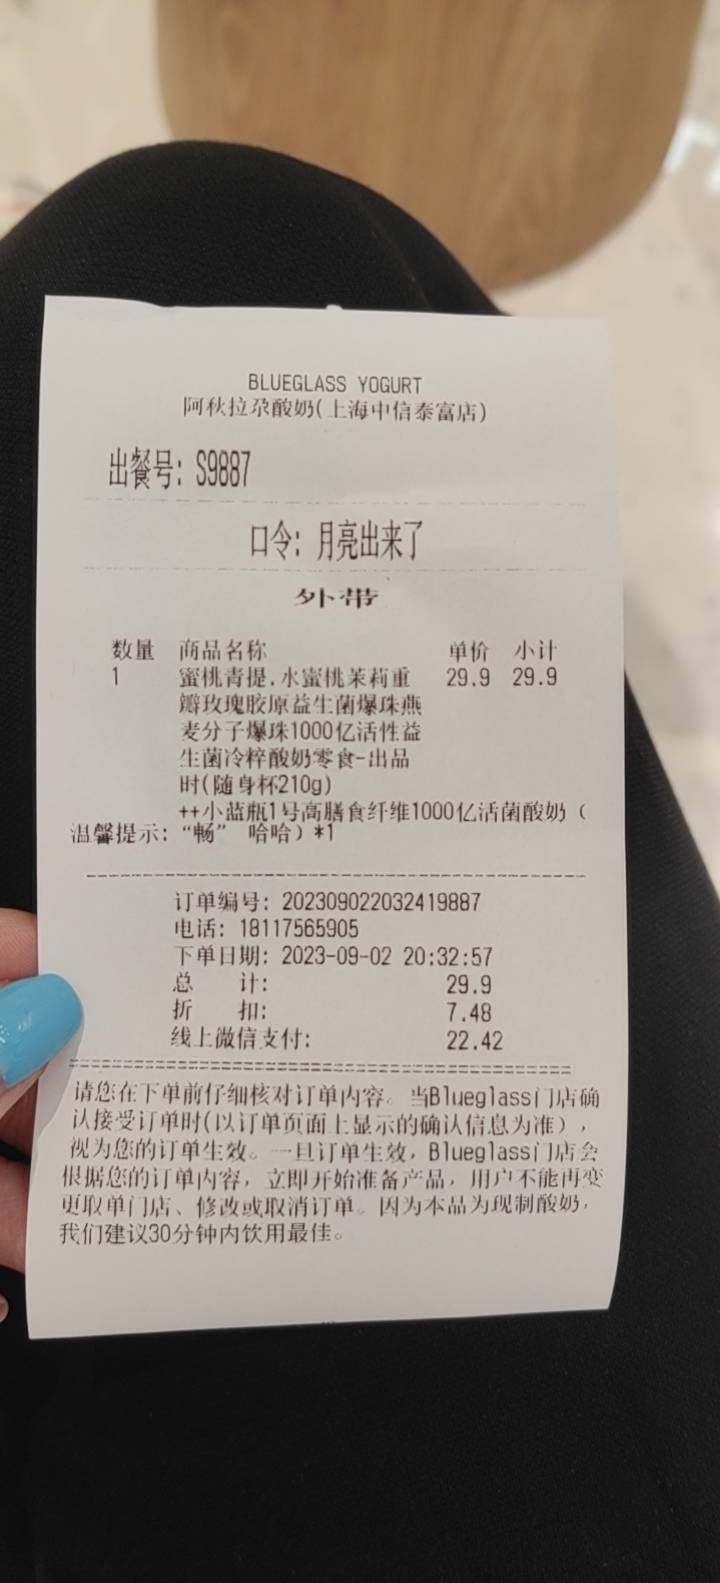 BLUEGLASS YOGURT
阿秋拉尕酸奶(上海中信泰富店)
出餐号: S9887
口令: 月亮出来了
外带
数量 商品名称 单价 小计
1 蜜桃青提.水蜜桃茉莉重 29.9 29.9
瓣玫瑰胶原益生菌爆珠燕
麦分子爆珠1000亿活性益
生菌冷粹酸奶零食-出品
时(随身杯210g)
++小蓝瓶1号高膳食纤维1000亿活菌酸奶（
温馨提示: “畅” 哈哈）*1
订单编号: 202309022032419887
电话: 18117565905
下单日期: 2023-09-02 20:32:57
总 计: 29.9
折 扣: 7.48
线上微信支付: 22.42
请您在下单前仔细核对订单内容。当Blueglass门店确
认接受订单时(以订单页面上显示的确认信息为准)，
视为您的订单生效。一旦订单生效，Blueglass门店会
根据您的订单内容，立即开始准备产品，用户不能再变
更取单门店、修改或取消订单。因为本品为现制酸奶，
我们建议30分钟内饮用最佳。